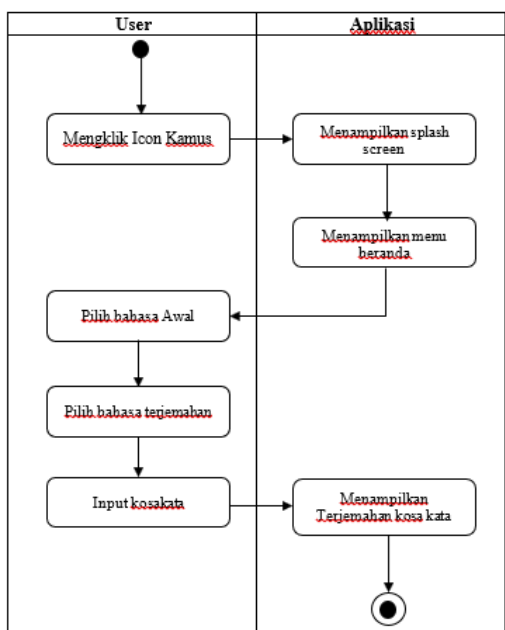 User
Aplikasi
Mengklik Icon Kamus
Menampilkan splash
screen
Menampilkan menu
beranda
Pilih bahasa Awal
Pilih bahasa terjemahan
Input kosakata
Menampilkan
Terjemahan kosa kata